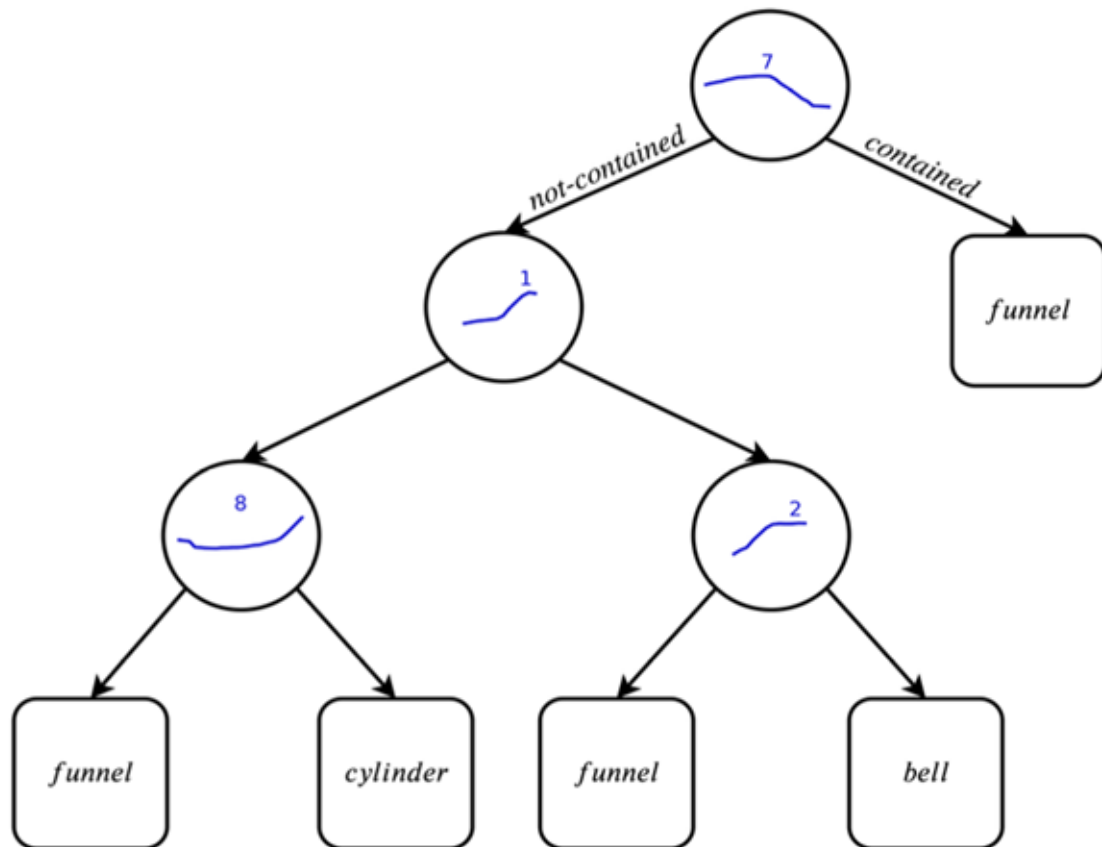 7
not-contained
contained
1
funnel
8
2
funnel
cylinder
funnel
bell